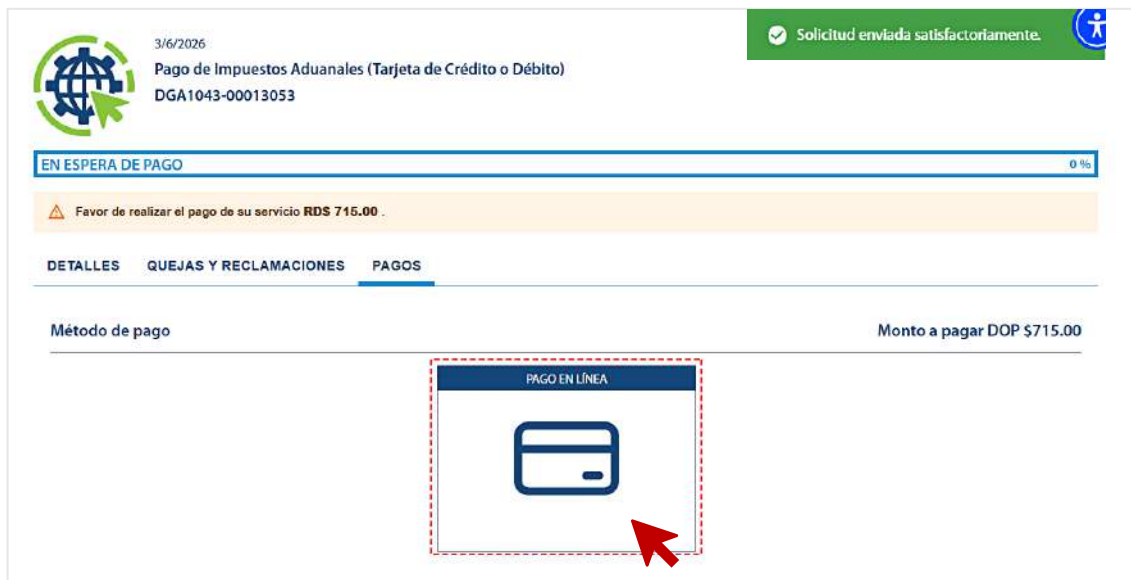 Solicitud enviada satisfactoriamente.
3/6/2026
Pago de Impuestos Aduanales (Tarjeta de Crédito o Débito)
DGA1043-00013053
EN ESPERA DE PAGO 0 %
Favor de realizar el pago de su servicio RD$ 715.00 .
DETALLES QUEJAS Y RECLAMACIONES PAGOS
Método de pago Monto a pagar DOP $715.00
PAGO EN LÍNEA